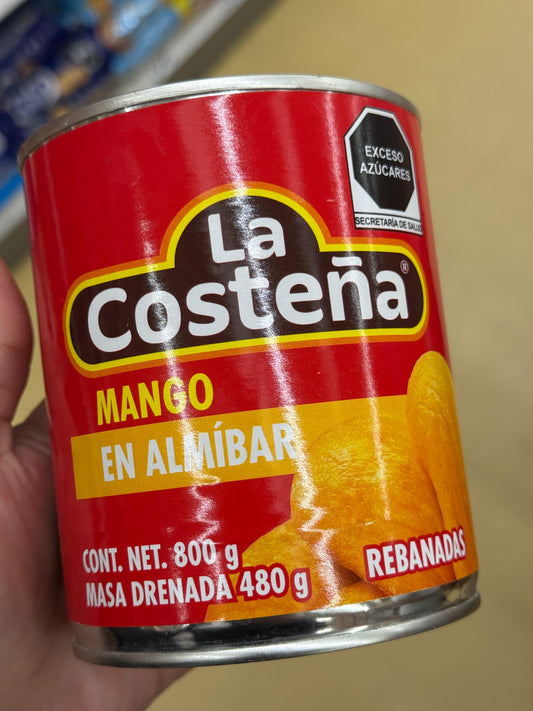 EXCESO
AZÚCARES
SECRETARÍA DE SALUD
La
Costeña®
MANGO
EN ALMÍBAR
CONT. NET. 800 g
MASA DRENADA 480 g
REBANADAS